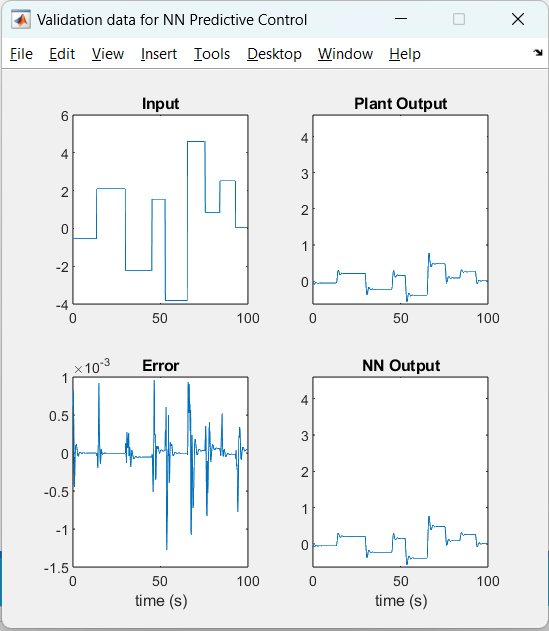 Validation data for NN Predictive Control
File Edit View Insert Tools Desktop Window Help
Input
6
4
2
0
-2
-4
0 50 100
Plant Output
4
3
2
1
0
0 50 100
Error
×10-3
1
0.5
0
-0.5
-1
-1.5
0 50 100
time (s)
NN Output
4
3
2
1
0
0 50 100
time (s)